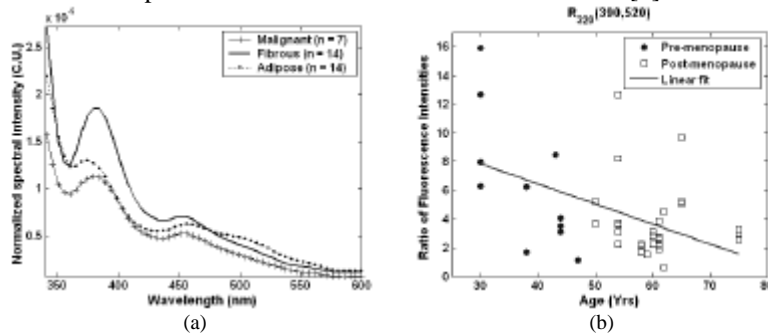 x 10
Malignant (n = 7)
Fibrous (n = 14)
Adipose (n = 14)
Normalized spectral intensity (C.U.)
2.5
2
1.5
1
0.5
350 400 450 500 550 600
Wavelength (nm)
(a)
(390,520)
Pre-menopause
Post-menopause
Linear fit
Ratio of Fluorescence Intensities
16
14
12
10
8
6
4
2
0
30 40 50 60 70 80
Age (Yrs)
(b)